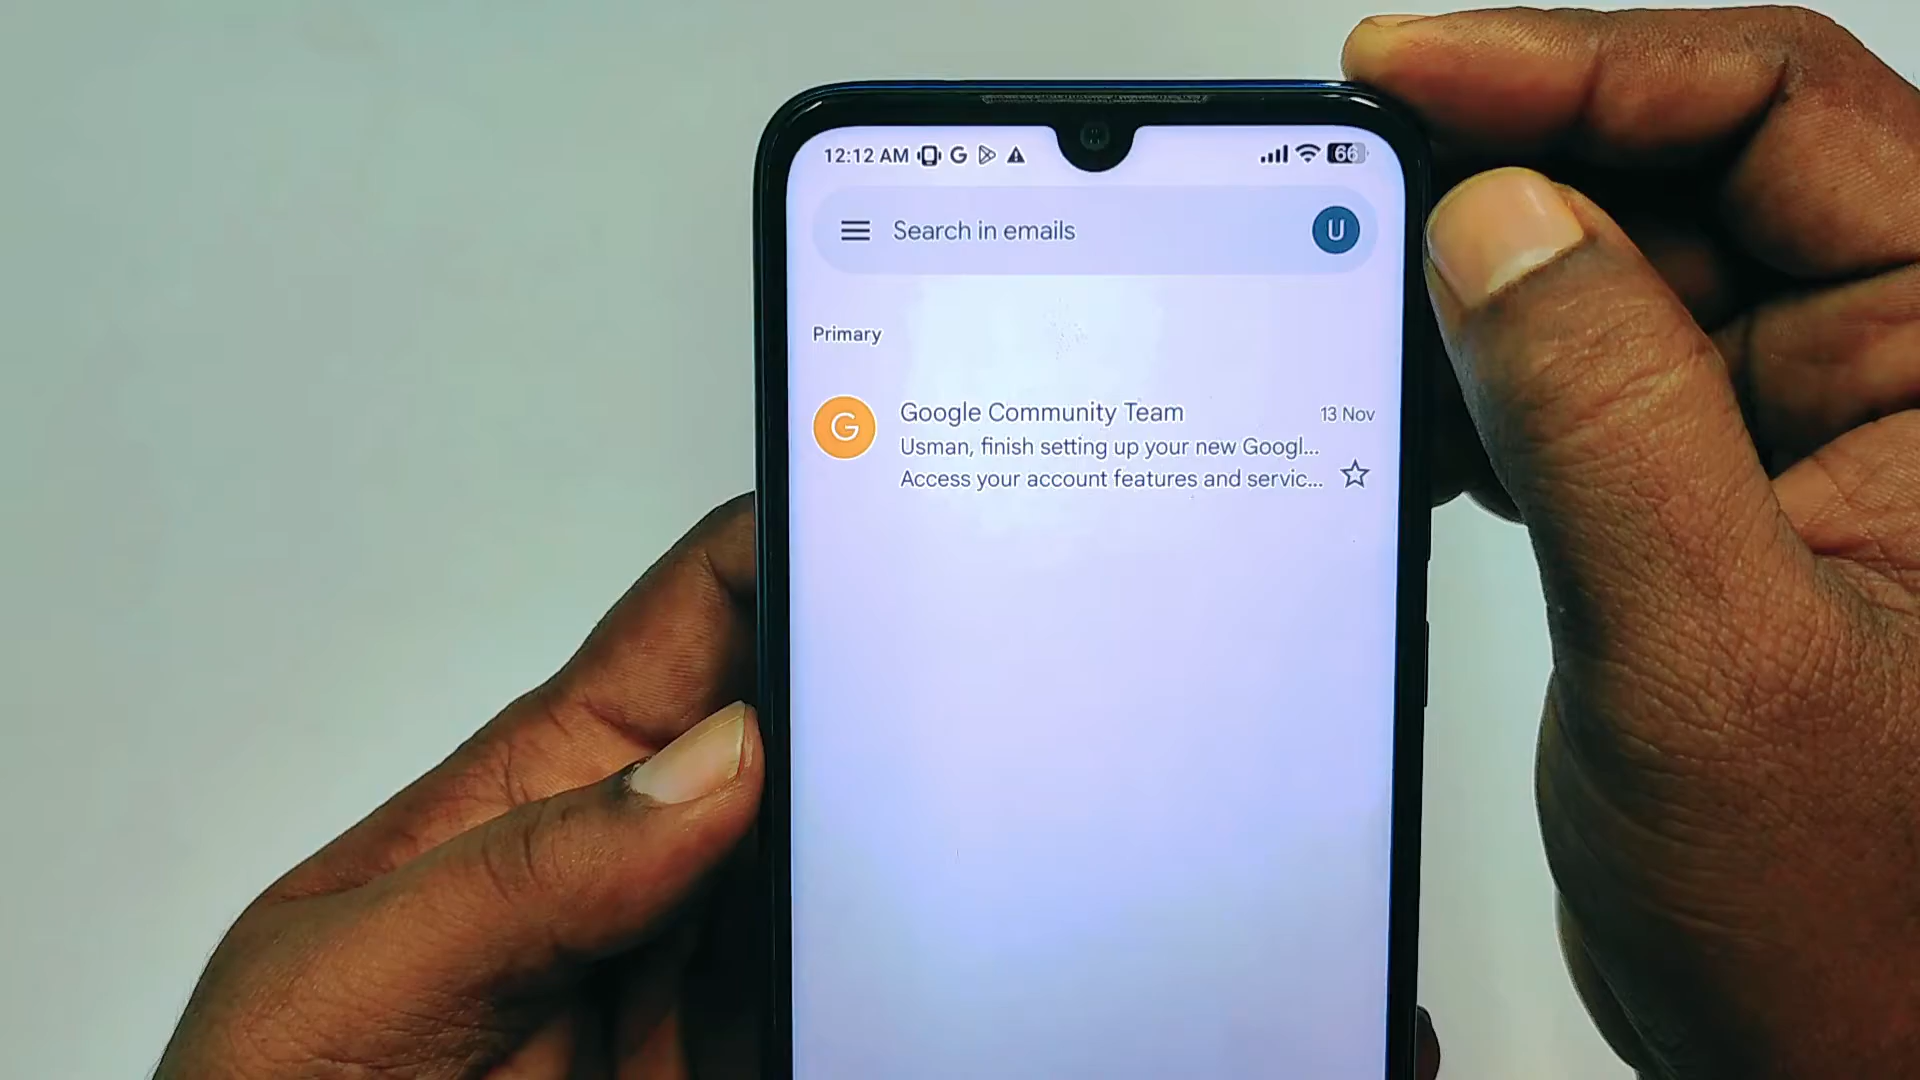 12:12 AM G 66
Search in emails U
Primary
G Google Community Team 13 Nov
Usman, finish setting up your new Googl...
Access your account features and servic...